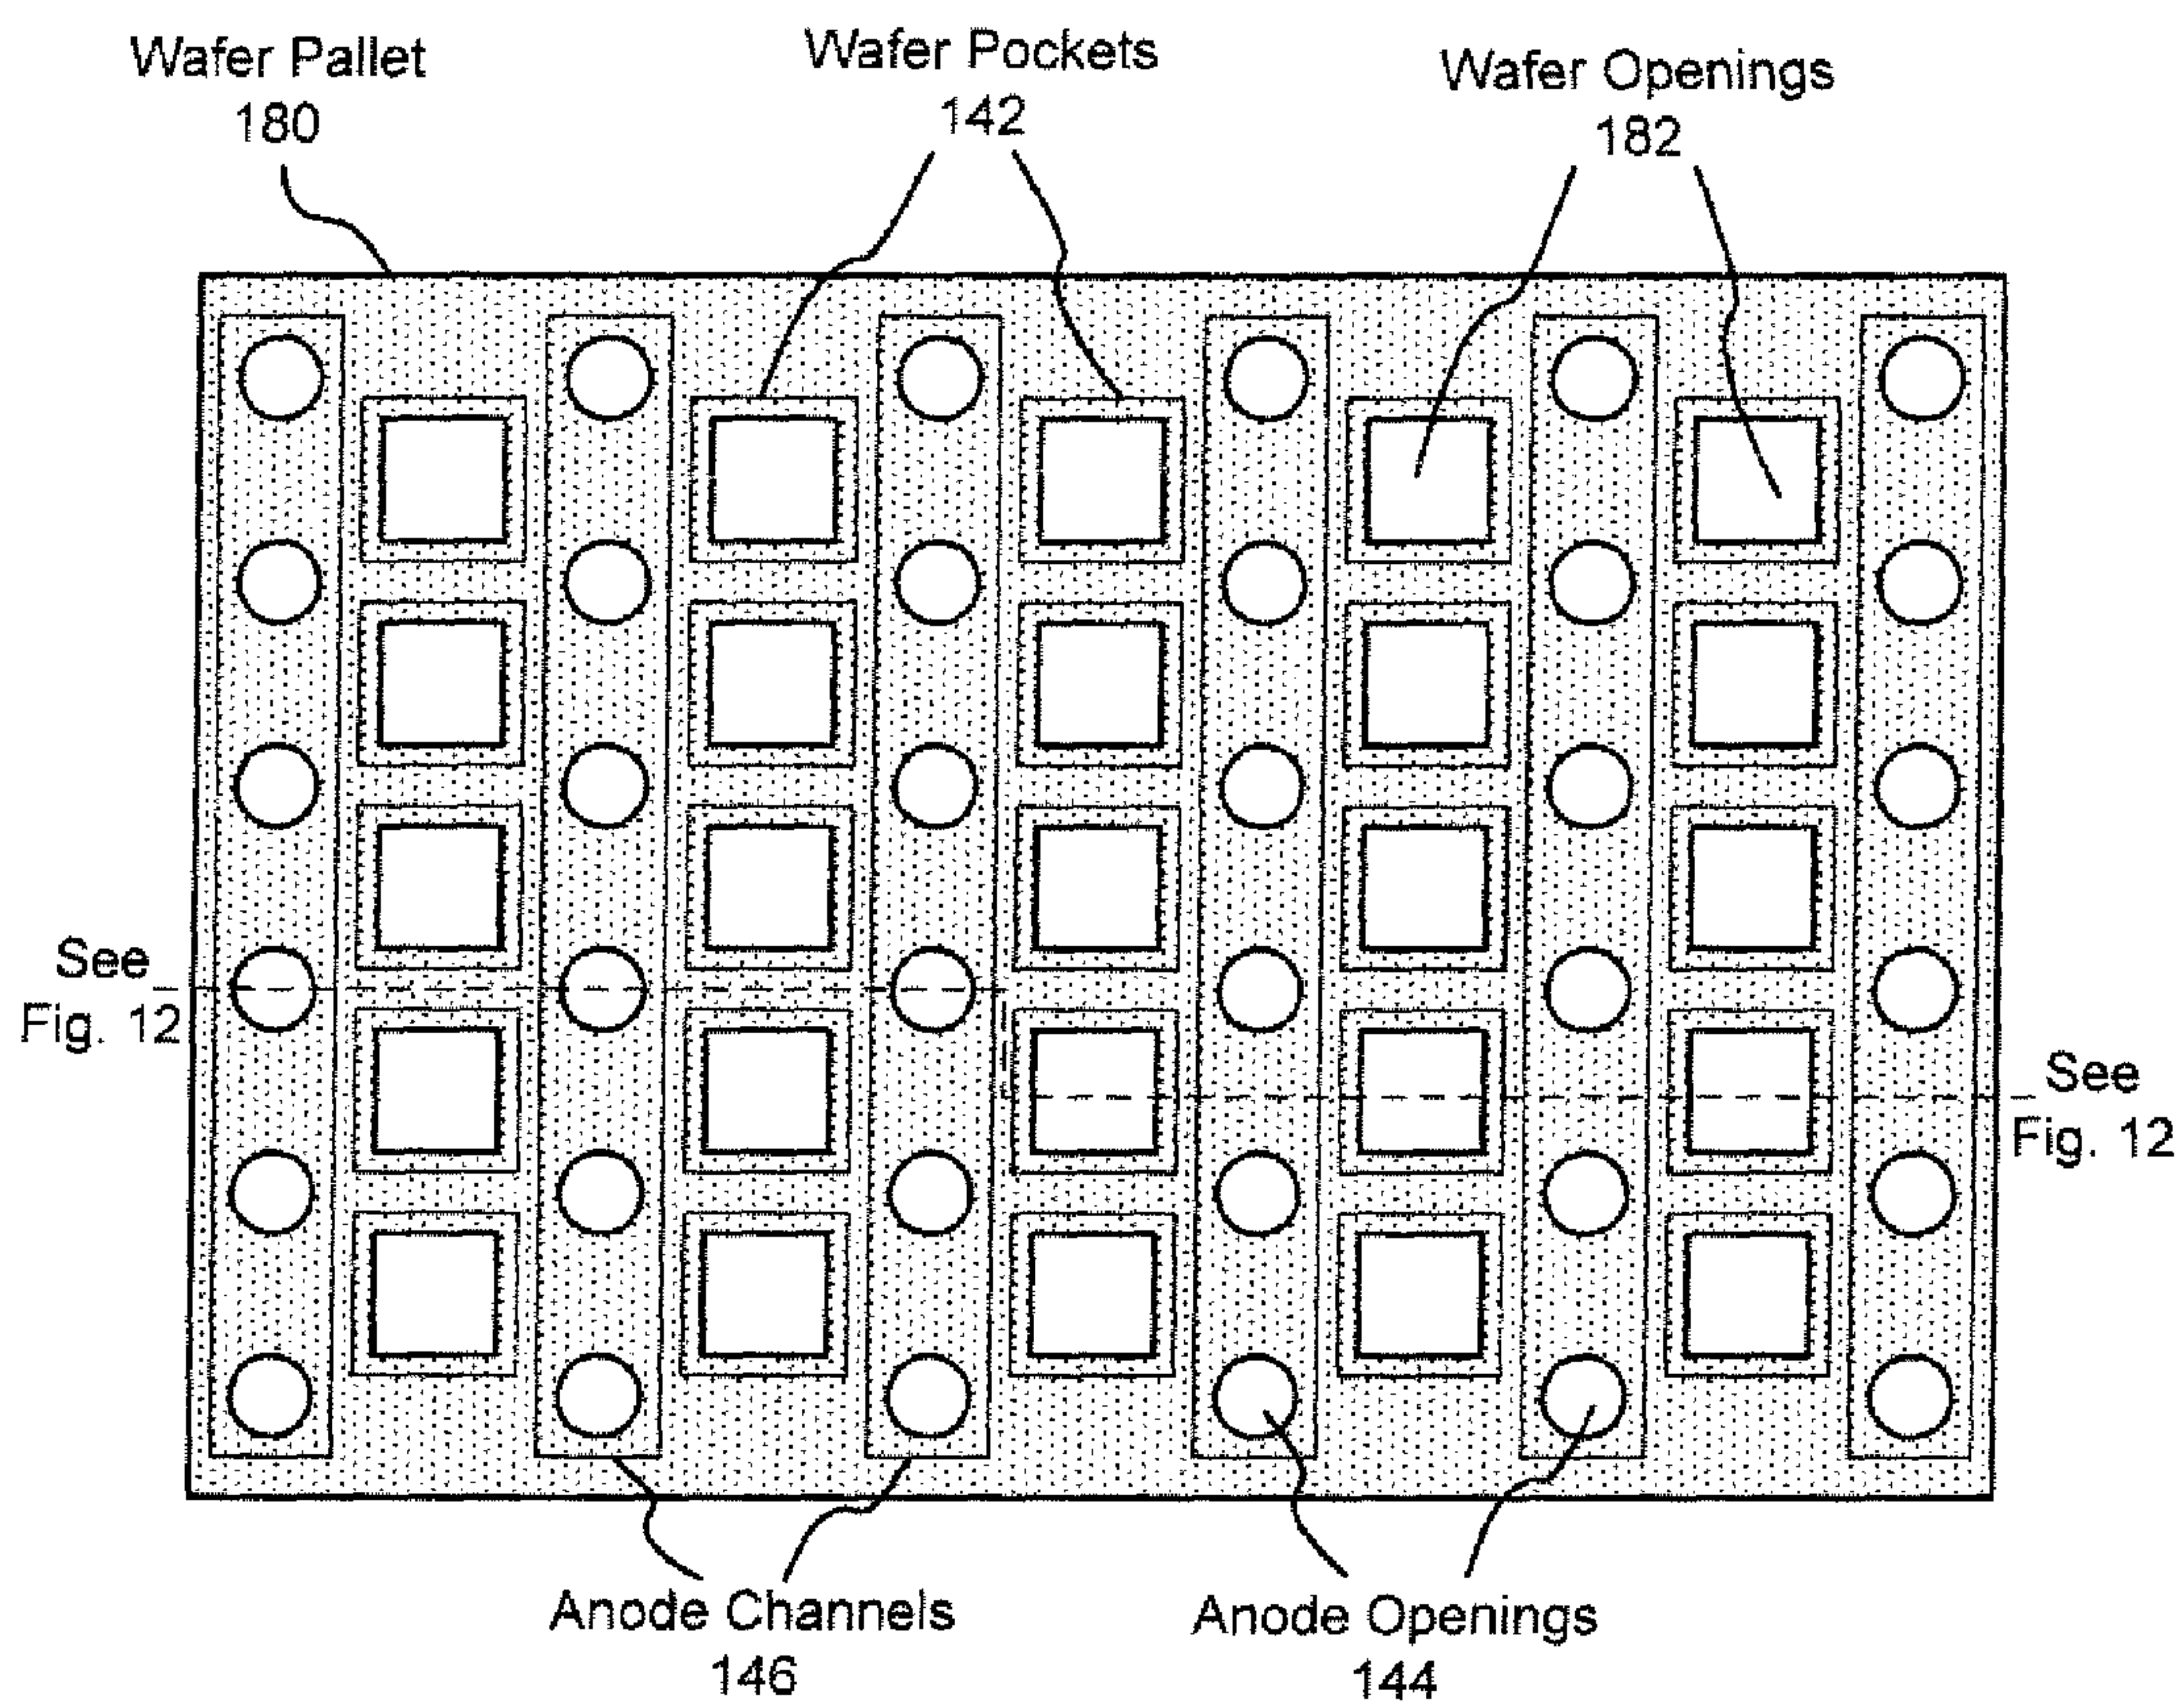 Wafer Pallet
180
Wafer Pockets
142
Wafer Openings
182
See
Fig. 12
See
Fig. 12
Anode Channels
146
Anode Openings
144